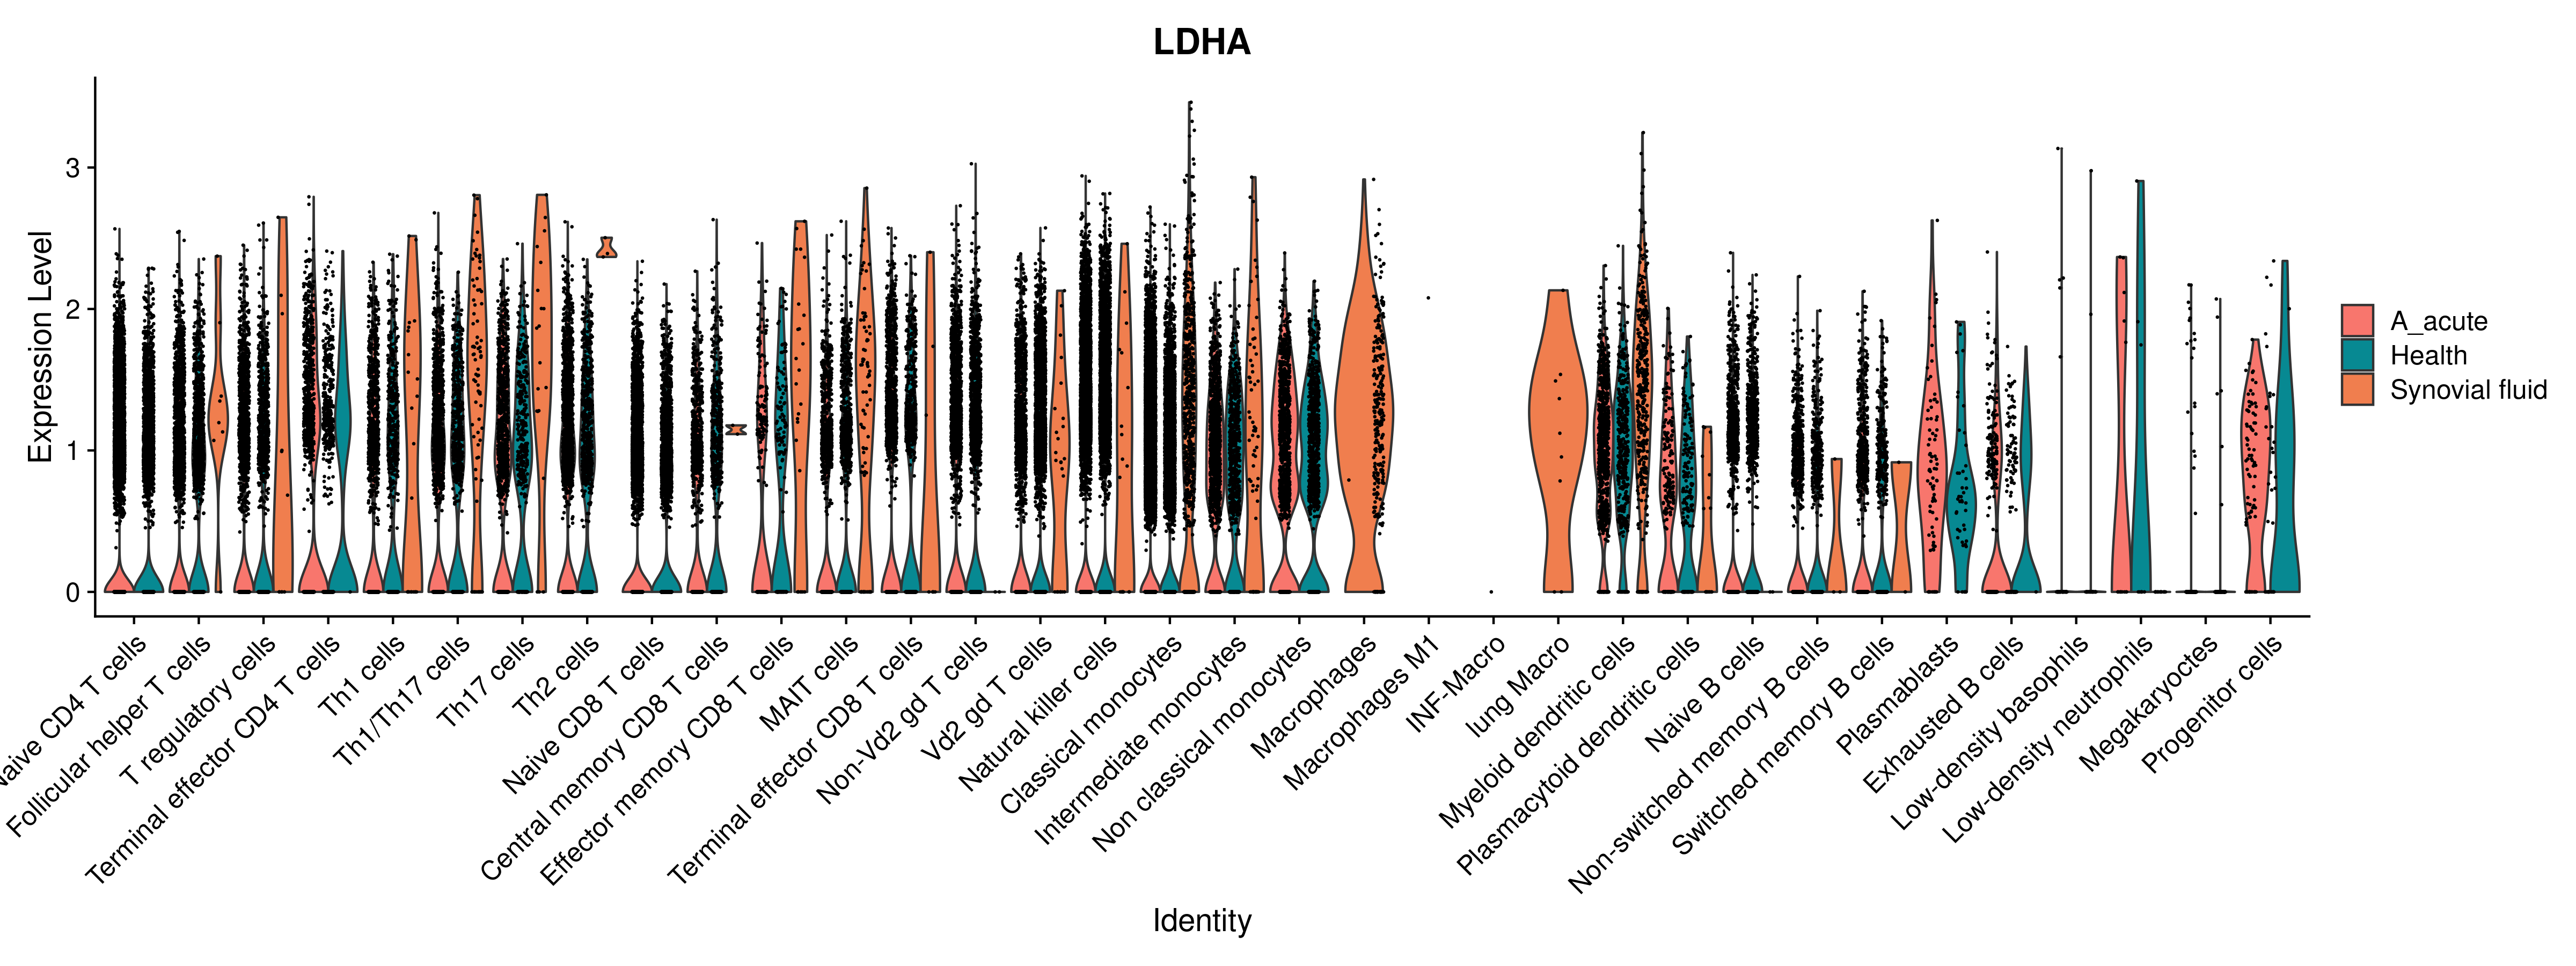 LDHA
Expression Level
3
2
1
0
Naive CD4 T cells
Follicular helper T cells
T regulatory cells
Terminal effector CD4 T cells
Th1 cells
Th1/Th17 cells
Th17 cells
Th2 cells
Naive CD8 T cells
Central memory CD8 T cells
Effector memory CD8 T cells
MAIT cells
Terminal effector CD8 T cells
Non-Vd2 gd T cells
Vd2 gd T cells
Natural killer cells
Classical monocytes
Intermediate monocytes
Non classical monocytes
Macrophages
Macrophages M1
INF-Macro
lung Macro
Myeloid dendritic cells
Plasmacytoid dendritic cells
Naive B cells
Non-switched memory B cells
Switched memory B cells
Plasmablasts
Exhausted B cells
Low-density basophils
Low-density neutrophils
Megakaryoctes
Progenitor cells
Identity
A_acute
Health
Synovial fluid